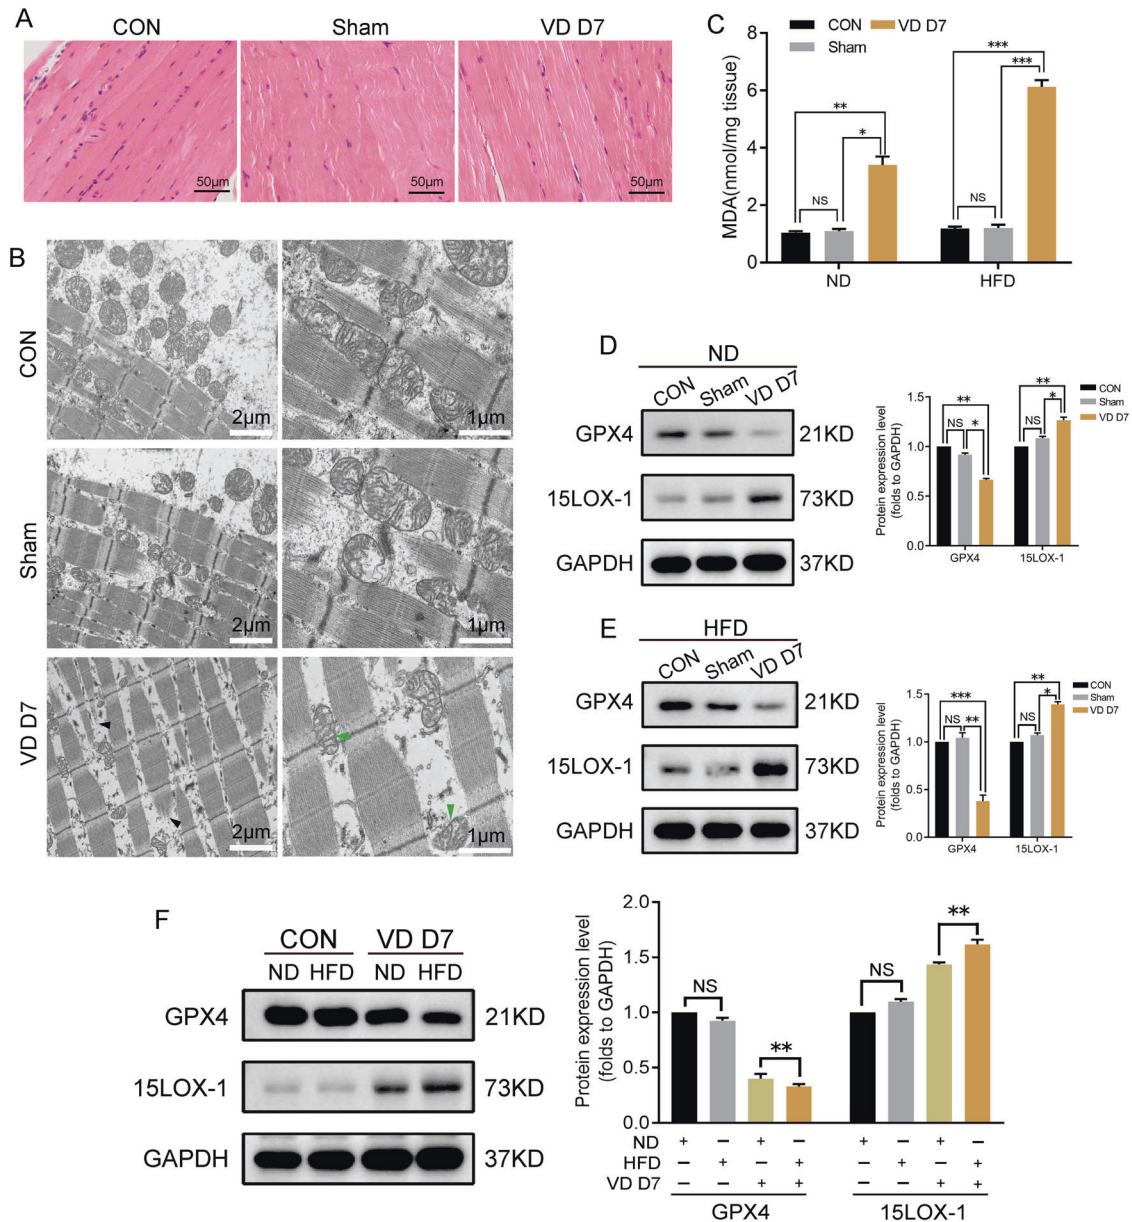 A
CON
Sham
VD D7
50μm
50μm
50μm
B
CON
2μm
1μm
Sham
2μm
1μm
VD D7
2μm
1μm
C
CON
VD D7
Sham
MDA(nmol/mg tissue)
8
6
4
2
0
**
*
NS
***
***
NS
ND
HFD
D
ND
CON
Sham
VD D7
GPX4
21KD
15LOX-1
73KD
GAPDH
37KD
Protein expression level
(folds to GAPDH)
1.5
1.0
0.5
0.0
**
NS
*
**
NS
*
CON
Sham
VD D7
GPX4
15LOX-1
E
HFD
CON
Sham
VD D7
GPX4
21KD
15LOX-1
73KD
GAPDH
37KD
Protein expression level
(folds to GAPDH)
1.5
1.0
0.5
0.0
***
NS
**
**
NS
*
CON
Sham
VD D7
GPX4
15LOX-1
F
CON
VD D7
ND
HFD
ND
HFD
GPX4
21KD
15LOX-1
73KD
GAPDH
37KD
Protein expression level
(folds to GAPDH)
2.0
1.5
1.0
0.5
0.0
NS
**
NS
**
ND + − + − + − + −
HFD − + − + − + − +
VD D7 − − + + − − + +
GPX4
15LOX-1